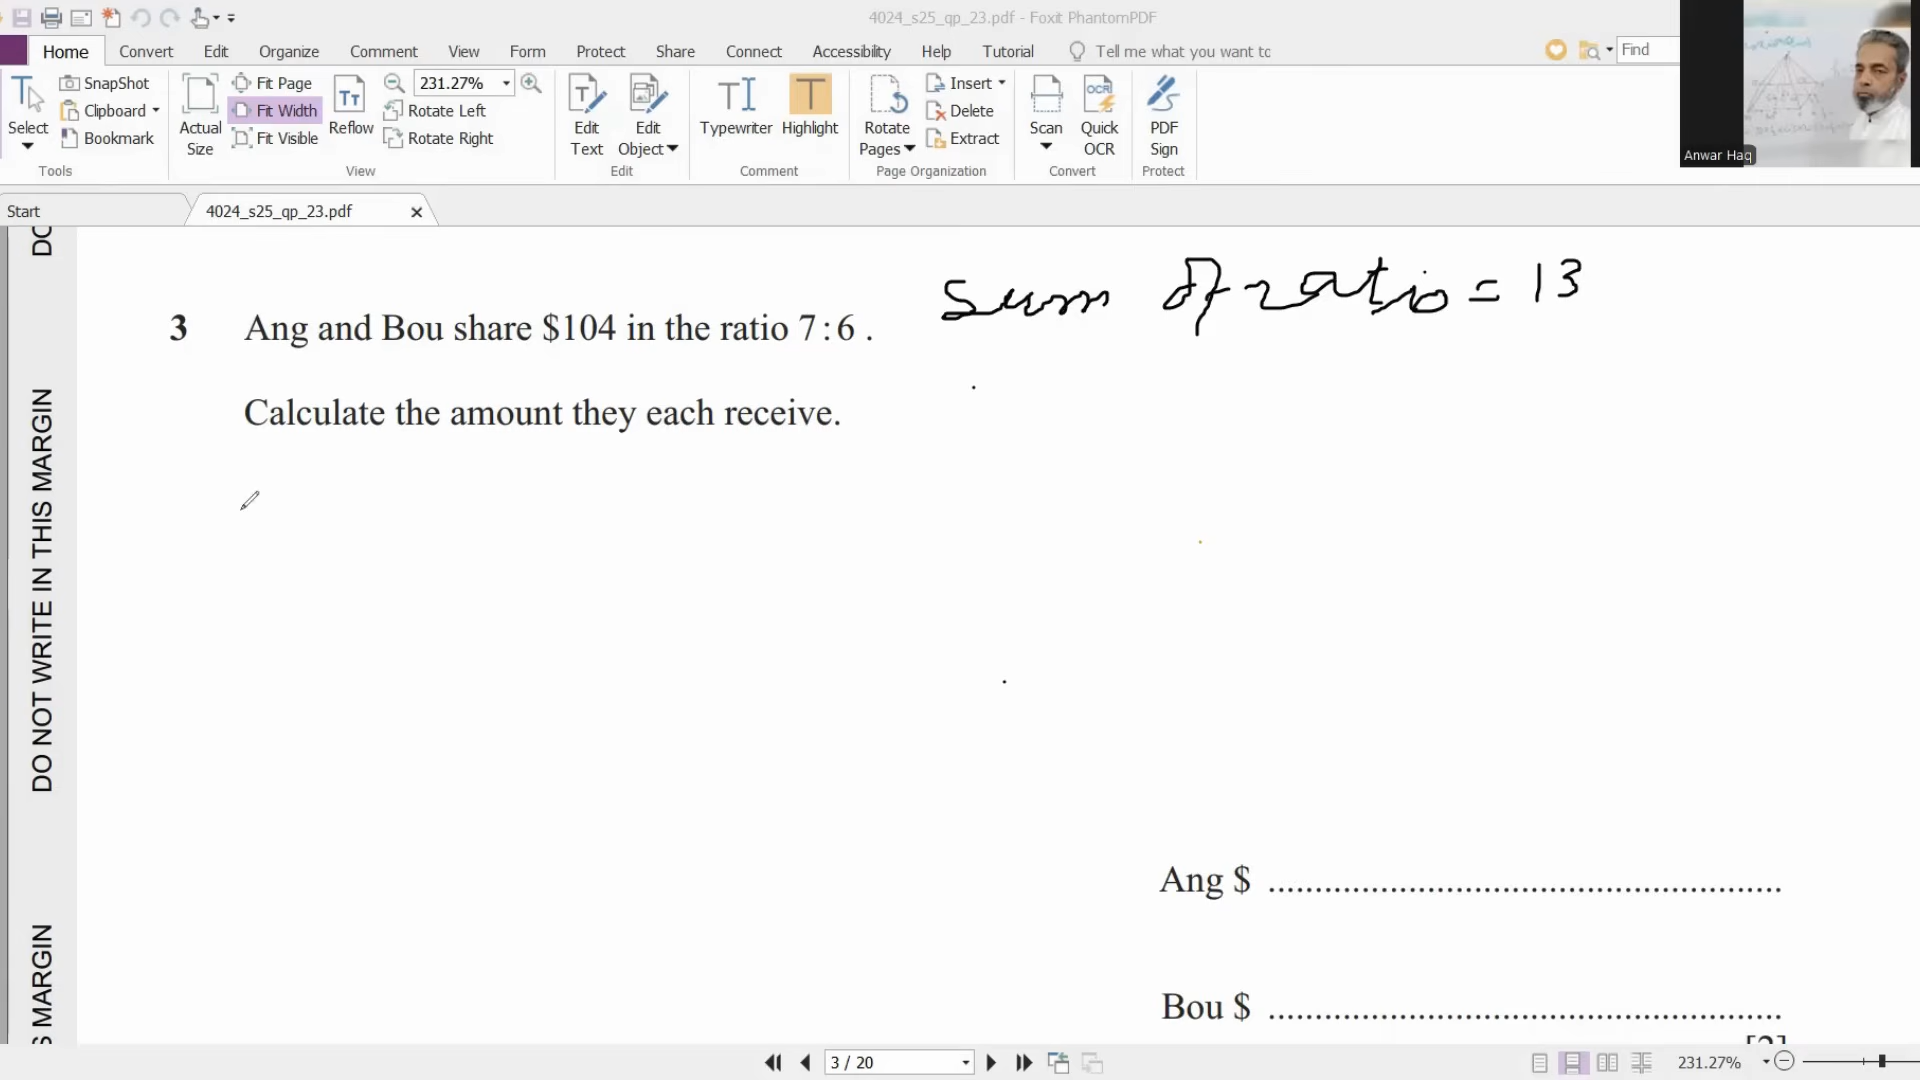 4024_s25_qp_23.pdf - Foxit PhantomPDF
Home Convert Edit Organize Comment View Form Protect Share Connect Accessibility Help Tutorial Tell me what you want to Find
Select
Tools
SnapShot
Clipboard
Bookmark
Actual Size
Fit Page
Fit Width
Fit Visible
Reflow
231.27%
Rotate Left
Rotate Right
View
Edit Text
Edit Object
Edit
Typewriter
Highlight
Comment
Rotate Pages
Insert
Delete
Extract
Page Organization
Scan
Quick OCR
Convert
PDF Sign
Protect
Anwar Haq
Start
4024_s25_qp_23.pdf
DO NOT WRITE IN THIS MARGIN
sum of ratio = 13
3 Ang and Bou share $104 in the ratio 7 : 6 .
Calculate the amount they each receive.
Ang $ ......................................................
Bou $ ......................................................
[2]
S MARGIN
3 / 20
231.27%